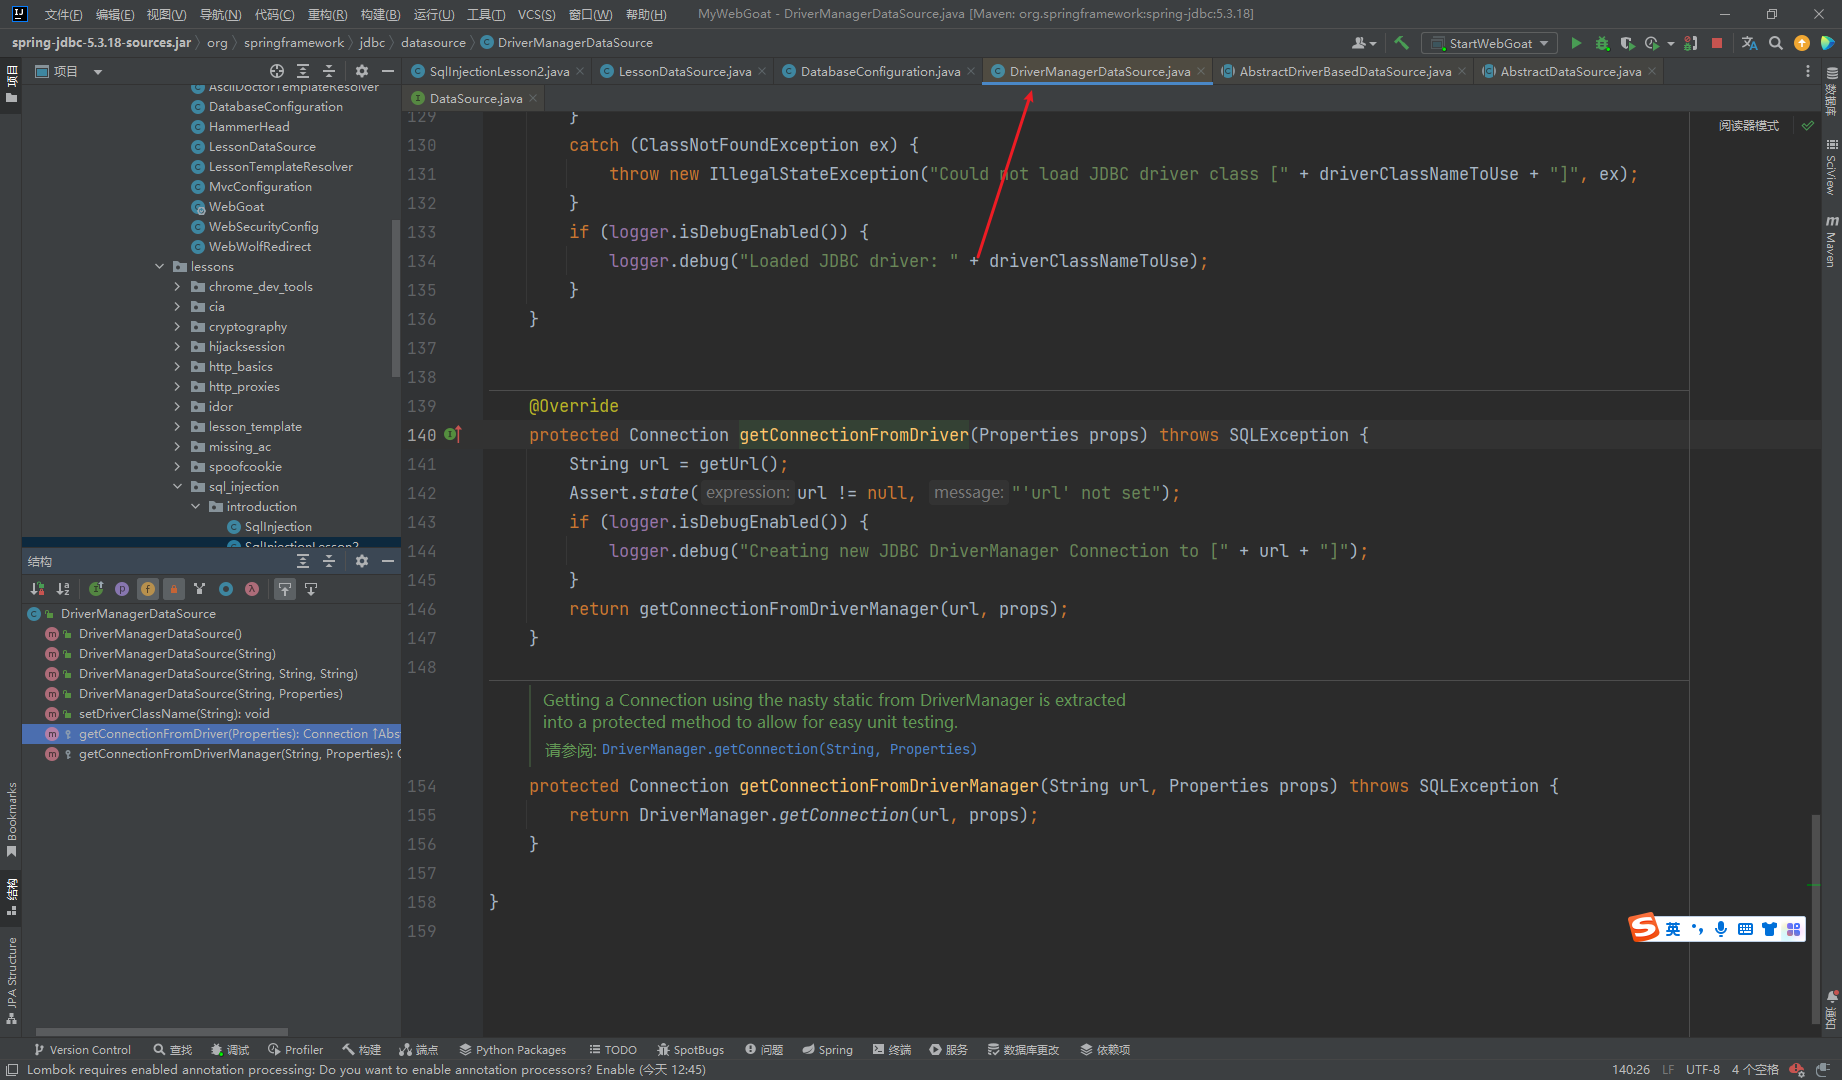 文件(F) 编辑(E) 视图(V) 导航(N) 代码(C) 重构(R) 构建(B) 运行(U) 工具(T) VCS(S) 窗口(W) 帮助(H) MyWebGoat - DriverManagerDataSource.java [Maven: org.springframework:spring-jdbc:5.3.18]
spring-jdbc-5.3.18-sources.jar org springframework jdbc datasource DriverManagerDataSource StartWebGoat
项目 SqlInjectionLesson2.java LessonDataSource.java DatabaseConfiguration.java DriverManagerDataSource.java AbstractDriverBasedDataSource.java AbstractDataSource.java
DataSource.java
阅读器模式
AsciiDoctorTemplateResolver
DatabaseConfiguration
HammerHead
LessonDataSource
LessonTemplateResolver
MvcConfiguration
WebGoat
WebSecurityConfig
WebWolfRedirect
lessons
chrome_dev_tools
cia
cryptography
hijacksession
http_basics
http_proxies
idor
lesson_template
missing_ac
spoofcookie
sql_injection
introduction
SqlInjection
SqlInjectionLesson2
结构
DriverManagerDataSource
DriverManagerDataSource()
DriverManagerDataSource(String)
DriverManagerDataSource(String, String, String)
DriverManagerDataSource(String, Properties)
setDriverClassName(String): void
getConnectionFromDriver(Properties): Connection ↑Abs
getConnectionFromDriverManager(String, Properties): C
129 }
130 catch (ClassNotFoundException ex) {
131 throw new IllegalStateException("Could not load JDBC driver class [" + driverClassNameToUse + "]", ex);
132 }
133 if (logger.isDebugEnabled()) {
134 logger.debug("Loaded JDBC driver: " + driverClassNameToUse);
135 }
136 }
137
138
139 @Override
140 protected Connection getConnectionFromDriver(Properties props) throws SQLException {
141 String url = getUrl();
142 Assert.state( expression: url != null, message: "'url' not set");
143 if (logger.isDebugEnabled()) {
144 logger.debug("Creating new JDBC DriverManager Connection to [" + url + "]");
145 }
146 return getConnectionFromDriverManager(url, props);
147 }
148
Getting a Connection using the nasty static from DriverManager is extracted
into a protected method to allow for easy unit testing.
请参阅: DriverManager.getConnection(String, Properties)
154 protected Connection getConnectionFromDriverManager(String url, Properties props) throws SQLException {
155 return DriverManager.getConnection(url, props);
156 }
157
158 }
159
项目
Bookmarks
结构
JPA Structure
数据库
SciView
Maven
通知
英
Version Control 查找 调试 Profiler 构建 端点 Python Packages TODO SpotBugs 问题 Spring 终端 服务 数据库更改 依赖项
Lombok requires enabled annotation processing: Do you want to enable annotation processors? Enable (今天 12:45) 140:26 LF UTF-8 4 个空格